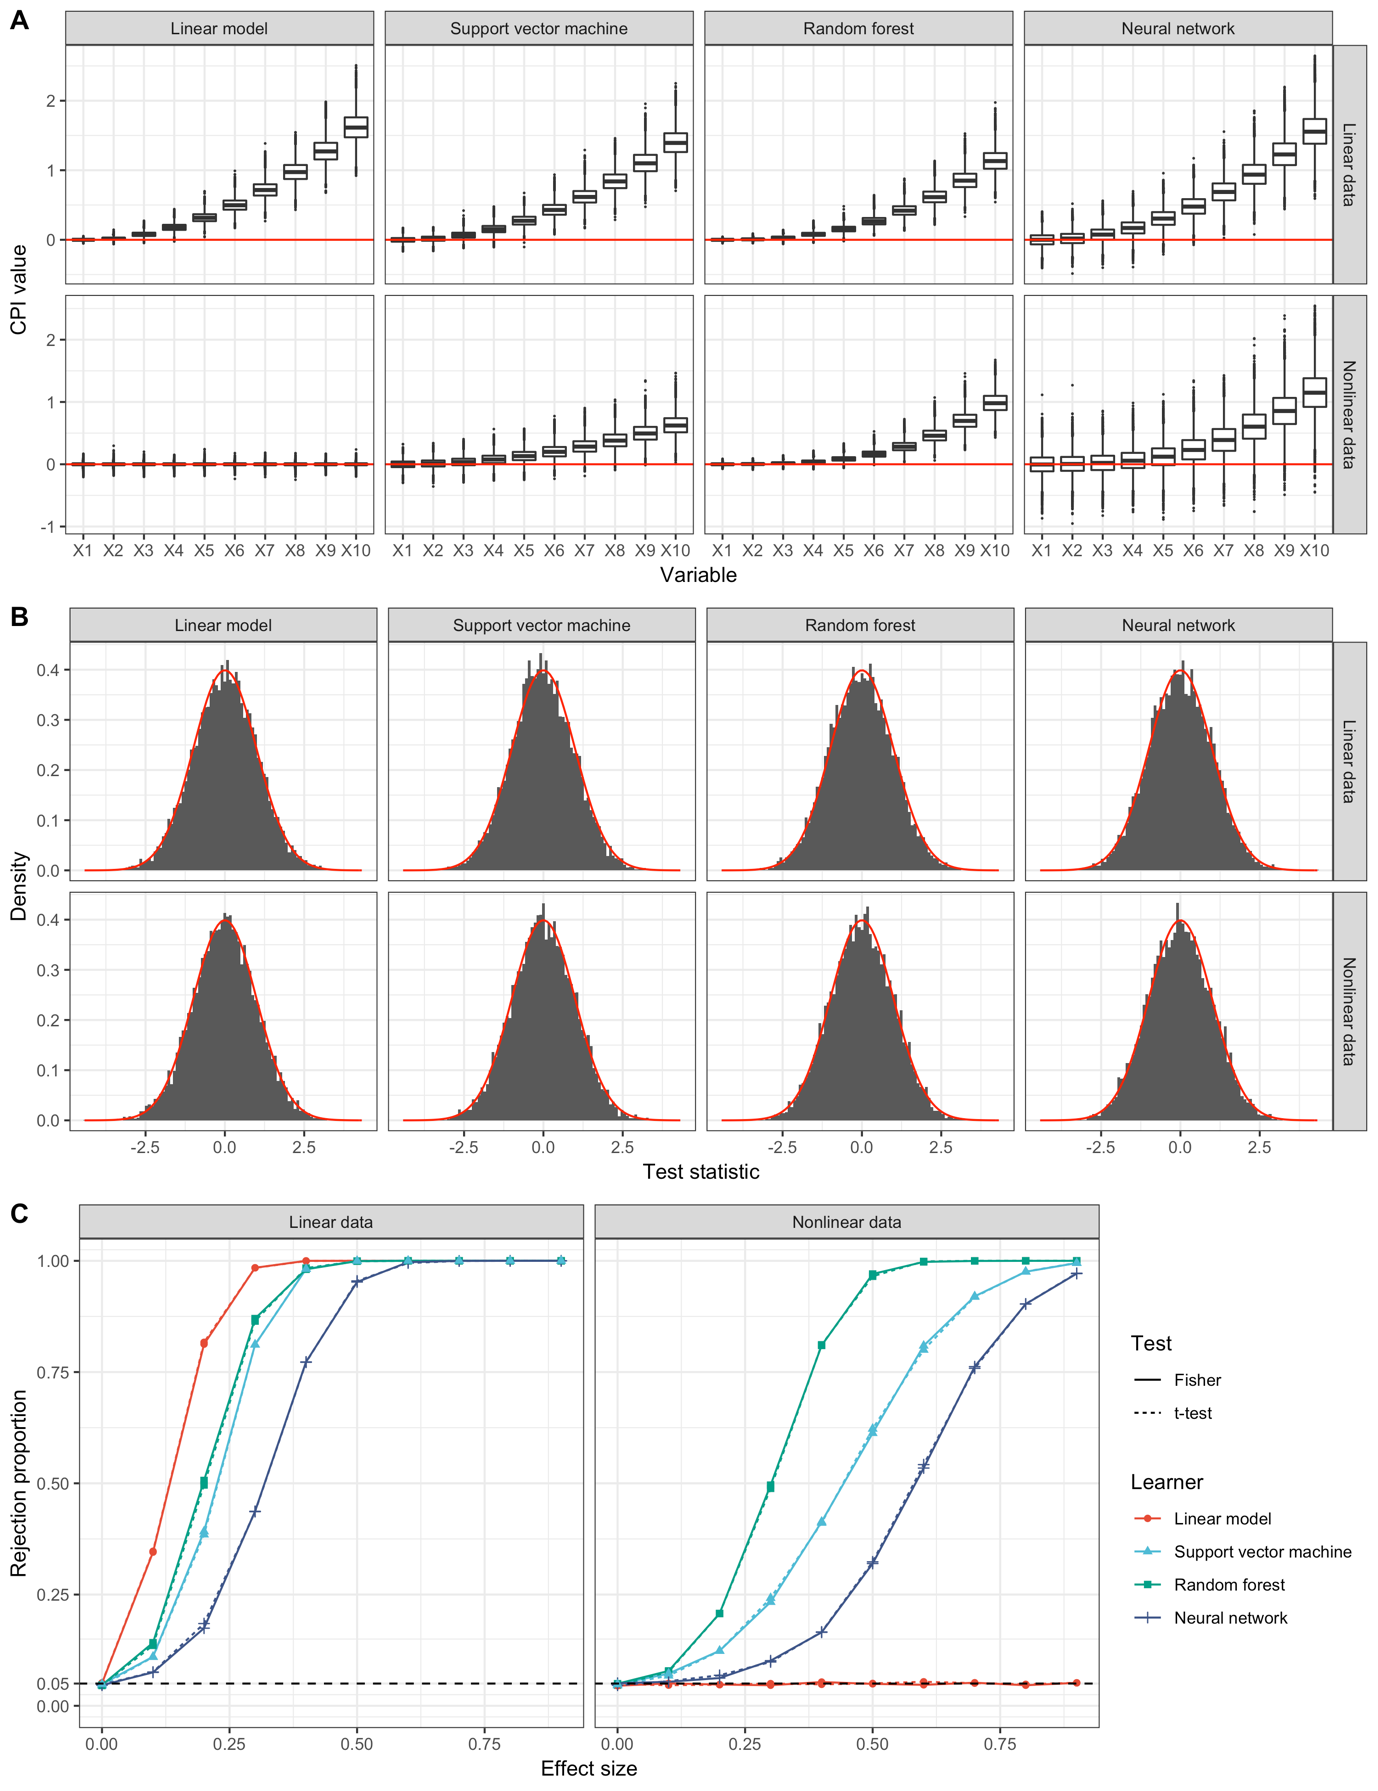 A
Linear model Support vector machine Random forest Neural network
CPI value
2
1
0
Linear data
2
1
0
-1
Nonlinear data
X1 X2 X3 X4 X5 X6 X7 X8 X9 X10 X1 X2 X3 X4 X5 X6 X7 X8 X9 X10 X1 X2 X3 X4 X5 X6 X7 X8 X9 X10 X1 X2 X3 X4 X5 X6 X7 X8 X9 X10
Variable
B
Linear model Support vector machine Random forest Neural network
Density
0.4
0.3
0.2
0.1
0.0
Linear data
0.4
0.3
0.2
0.1
0.0
Nonlinear data
-2.5 0.0 2.5 -2.5 0.0 2.5 -2.5 0.0 2.5 -2.5 0.0 2.5
Test statistic
C
Linear data Nonlinear data
Rejection proportion
1.00
0.75
0.50
0.25
0.05
0.00
0.00 0.25 0.50 0.75 0.00 0.25 0.50 0.75
Effect size
Test
Fisher
t-test
Learner
Linear model
Support vector machine
Random forest
Neural network